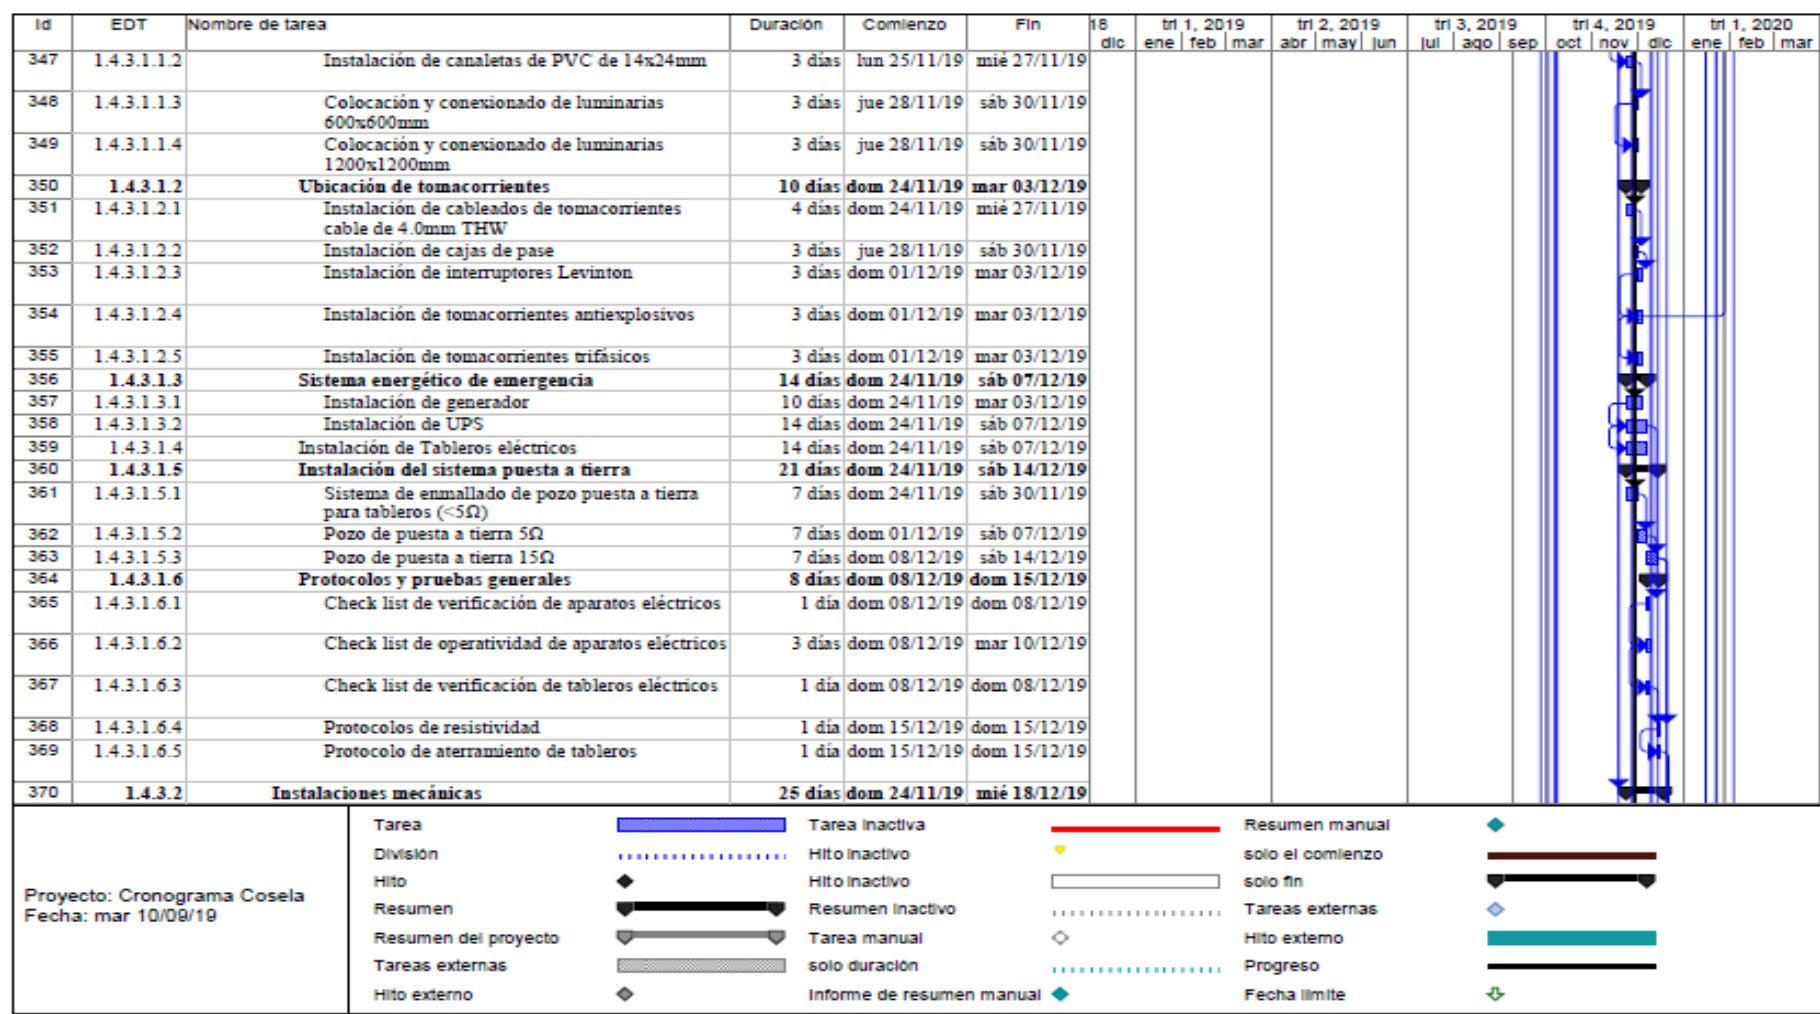 Id EDT Nombre de tarea Duración Comienzo Fin 18 tri 1, 2019 tri 2, 2019 tri 3, 2019 tri 4, 2019 tri 1, 2020
dic ene feb mar abr may jun jul ago sep oct nov dic ene feb mar
347 1.4.3.1.1.2 Instalación de canaletas de PVC de 14x24mm 3 días lun 25/11/19 mié 27/11/19
348 1.4.3.1.1.3 Colocación y conexionado de luminarias 3 días jue 28/11/19 sáb 30/11/19
600x600mm
349 1.4.3.1.1.4 Colocación y conexionado de luminarias 3 días jue 28/11/19 sáb 30/11/19
1200x1200mm
350 1.4.3.1.2 Ubicación de tomacorrientes 10 días dom 24/11/19 mar 03/12/19
351 1.4.3.1.2.1 Instalación de cableados de tomacorrientes 4 días dom 24/11/19 mié 27/11/19
cable de 4.0mm THW
352 1.4.3.1.2.2 Instalación de cajas de pase 3 días jue 28/11/19 sáb 30/11/19
353 1.4.3.1.2.3 Instalación de interruptores Levinton 3 días dom 01/12/19 mar 03/12/19
354 1.4.3.1.2.4 Instalación de tomacorrientes antiexplosivos 3 días dom 01/12/19 mar 03/12/19
355 1.4.3.1.2.5 Instalación de tomacorrientes trifásicos 3 días dom 01/12/19 mar 03/12/19
356 1.4.3.1.3 Sistema energético de emergencia 14 días dom 24/11/19 sáb 07/12/19
357 1.4.3.1.3.1 Instalación de generador 10 días dom 24/11/19 mar 03/12/19
358 1.4.3.1.3.2 Instalación de UPS 14 días dom 24/11/19 sáb 07/12/19
359 1.4.3.1.4 Instalación de Tableros eléctricos 14 días dom 24/11/19 sáb 07/12/19
360 1.4.3.1.5 Instalación del sistema puesta a tierra 21 días dom 24/11/19 sáb 14/12/19
361 1.4.3.1.5.1 Sistema de enmallado de pozo puesta a tierra 7 días dom 24/11/19 sáb 30/11/19
para tableros (<5Ω)
362 1.4.3.1.5.2 Pozo de puesta a tierra 5Ω 7 días dom 01/12/19 sáb 07/12/19
363 1.4.3.1.5.3 Pozo de puesta a tierra 15Ω 7 días dom 08/12/19 sáb 14/12/19
364 1.4.3.1.6 Protocolos y pruebas generales 8 días dom 08/12/19 dom 15/12/19
365 1.4.3.1.6.1 Check list de verificación de aparatos eléctricos 1 día dom 08/12/19 dom 08/12/19
366 1.4.3.1.6.2 Check list de operatividad de aparatos eléctricos 3 días dom 08/12/19 mar 10/12/19
367 1.4.3.1.6.3 Check list de verificación de tableros eléctricos 1 día dom 08/12/19 dom 08/12/19
368 1.4.3.1.6.4 Protocolos de resistividad 1 día dom 15/12/19 dom 15/12/19
369 1.4.3.1.6.5 Protocolo de aterramiento de tableros 1 día dom 15/12/19 dom 15/12/19
370 1.4.3.2 Instalaciones mecánicas 25 días dom 24/11/19 mié 18/12/19
Proyecto: Cronograma Cosela
Fecha: mar 10/09/19
Tarea Tarea inactiva Resumen manual
División Hito inactivo solo el comienzo
Hito Hito inactivo solo fin
Resumen Resumen inactivo Tareas externas
Resumen del proyecto Tarea manual Hito externo
Tareas externas solo duración Progreso
Hito externo Informe de resumen manual Fecha límite